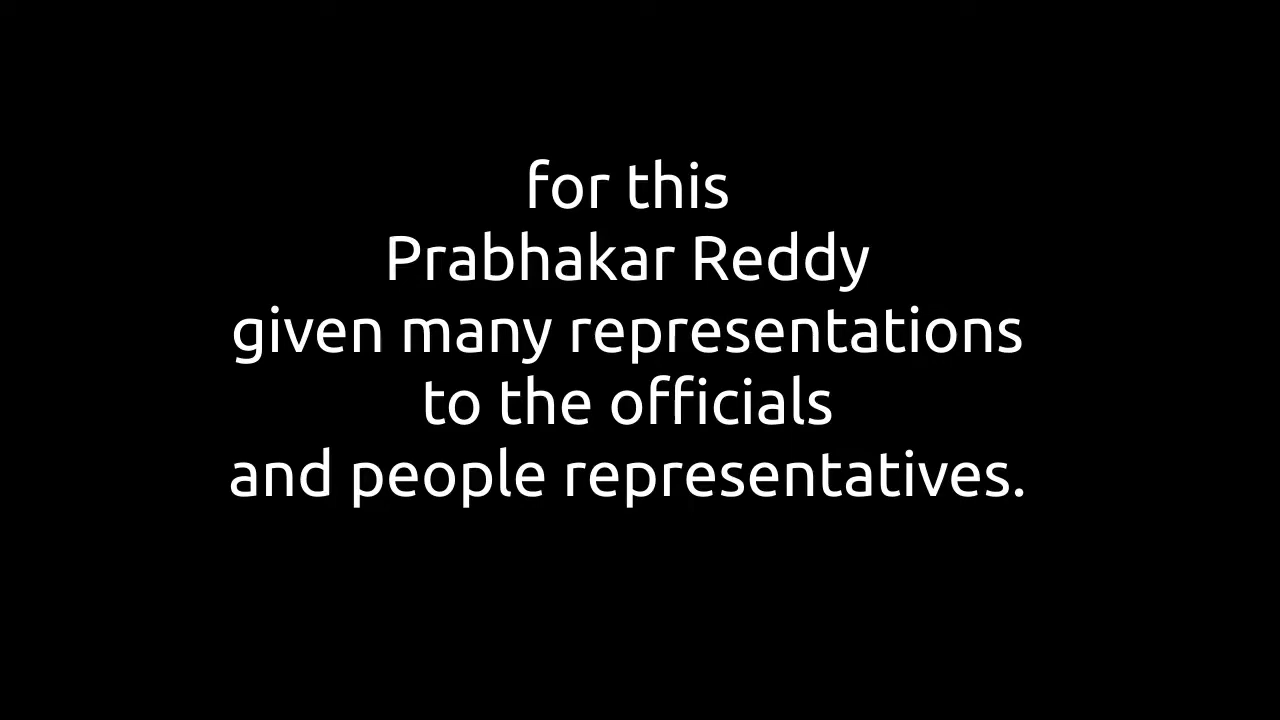 for this
Prabhakar Reddy
given many representations
to the officials
and people representatives.